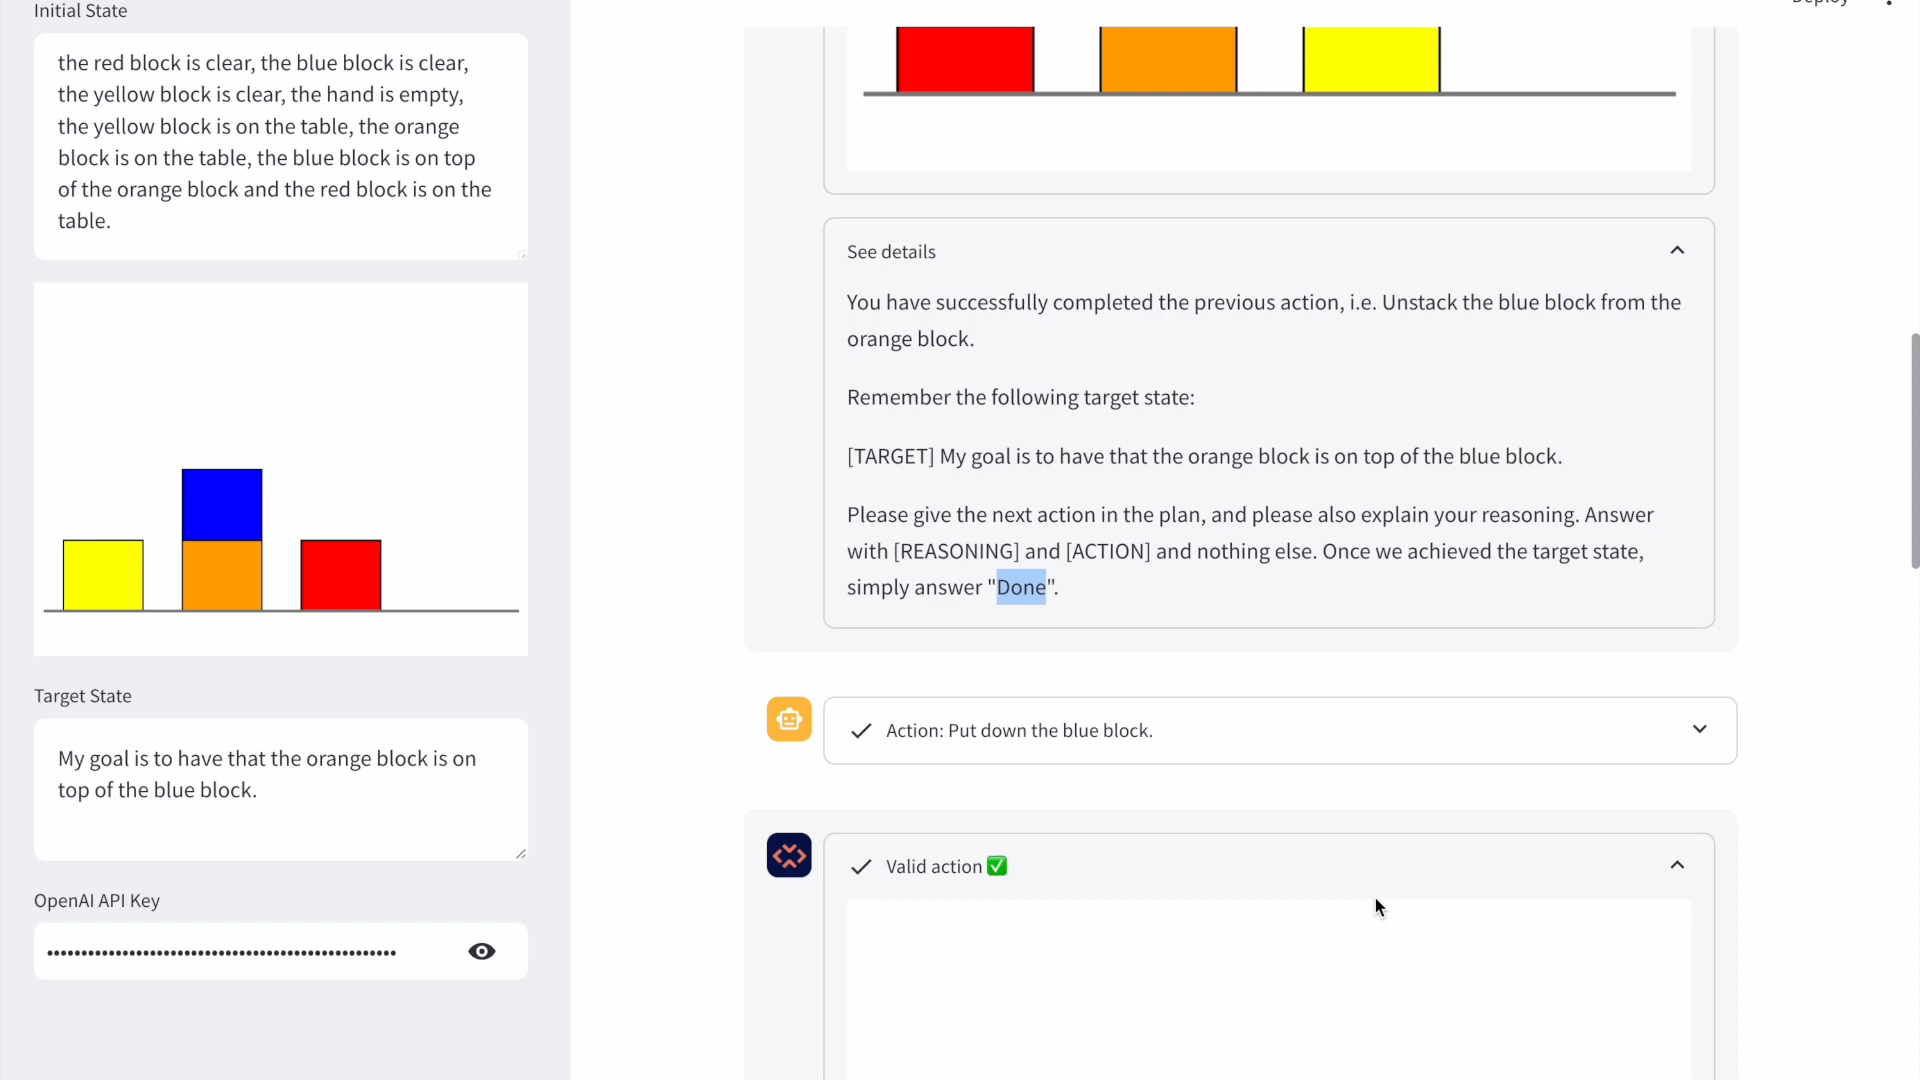 Initial State
the red block is clear, the blue block is clear,
the yellow block is clear, the hand is empty,
the yellow block is on the table, the orange
block is on the table, the blue block is on top
of the orange block and the red block is on the
table.
Target State
My goal is to have that the orange block is on
top of the blue block.
OpenAI API Key
Deploy
See details
You have successfully completed the previous action, i.e. Unstack the blue block from the
orange block.
Remember the following target state:
[TARGET] My goal is to have that the orange block is on top of the blue block.
Please give the next action in the plan, and please also explain your reasoning. Answer
with [REASONING] and [ACTION] and nothing else. Once we achieved the target state,
simply answer "Done".
Action: Put down the blue block.
Valid action ✅